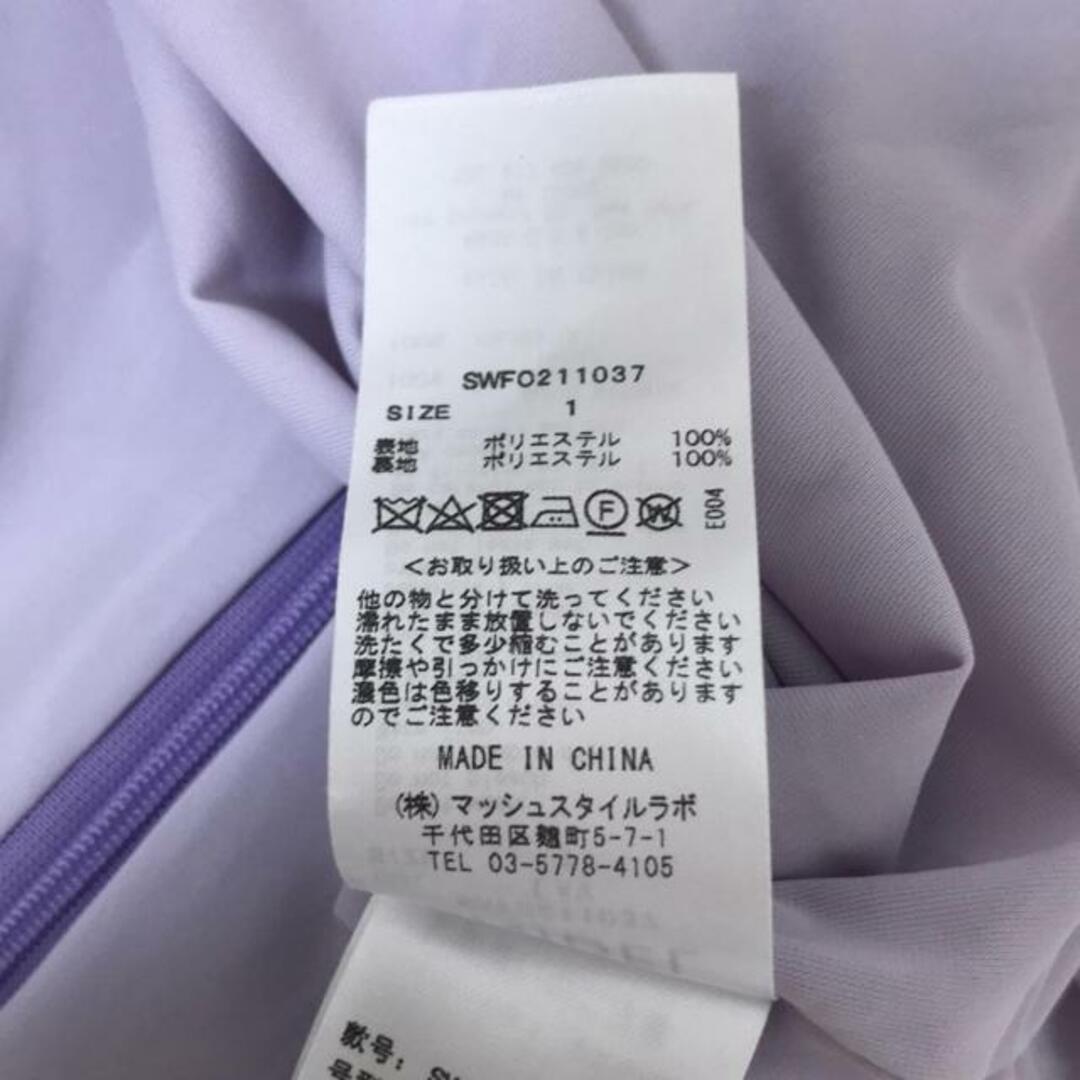 SWFO211037
SIZE 1
表地 ポリエステル 100%
裏地 ポリエステル 100%
F W E004
<お取り扱い上のご注意>
他の物と分けて洗ってください
濡れたまま放置しないでください
洗たくで多少縮むことがあります
摩擦や引っかけにご注意ください
濃色は色移りすることがあります
のでご注意ください
MADE IN CHINA
(株)マッシュスタイルラボ
千代田区麹町5-7-1
TEL 03-5778-4105
款号:
号